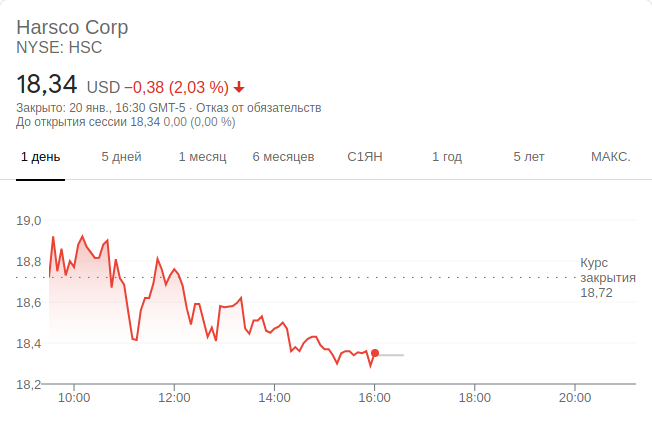 Harsco Corp
NYSE: HSC
18,34 USD −0,38 (2,03 %)
Закрыто: 20 янв., 16:30 GMT-5 · Отказ от обязательств
До открытия сессии 18,34 0,00 (0,00 %)
1 день 5 дней 1 месяц 6 месяцев С1ЯН 1 год 5 лет МАКС.
19,0
18,8
Курс
закрытия
18,72
18,6
18,4
18,2
10:00 12:00 14:00 16:00 18:00 20:00